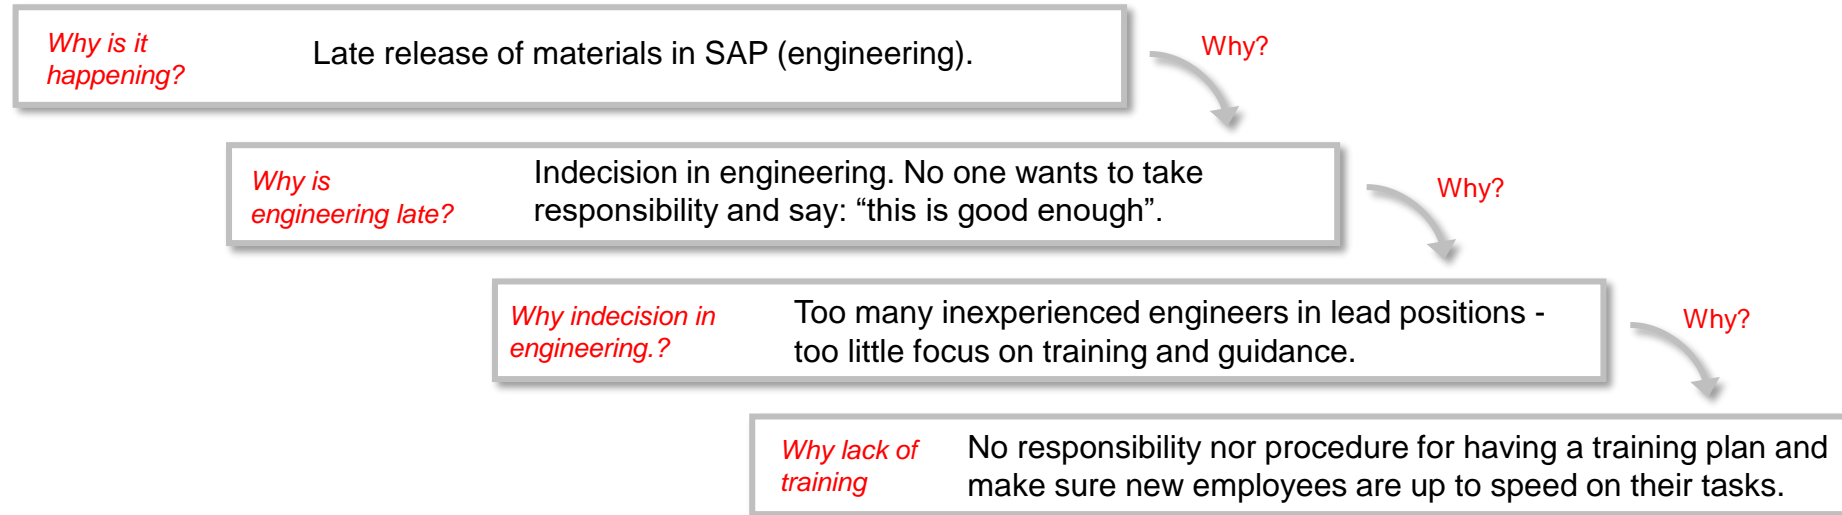 Why is it
happening?
Late release of materials in SAP (engineering).
Why?
Why is
engineering late?
Indecision in engineering. No one wants to take
responsibility and say: “this is good enough”.
Why?
Why indecision in
engineering.?
Too many inexperienced engineers in lead positions -
too little focus on training and guidance.
Why?
Why lack of
training
No responsibility nor procedure for having a training plan and
make sure new employees are up to speed on their tasks.